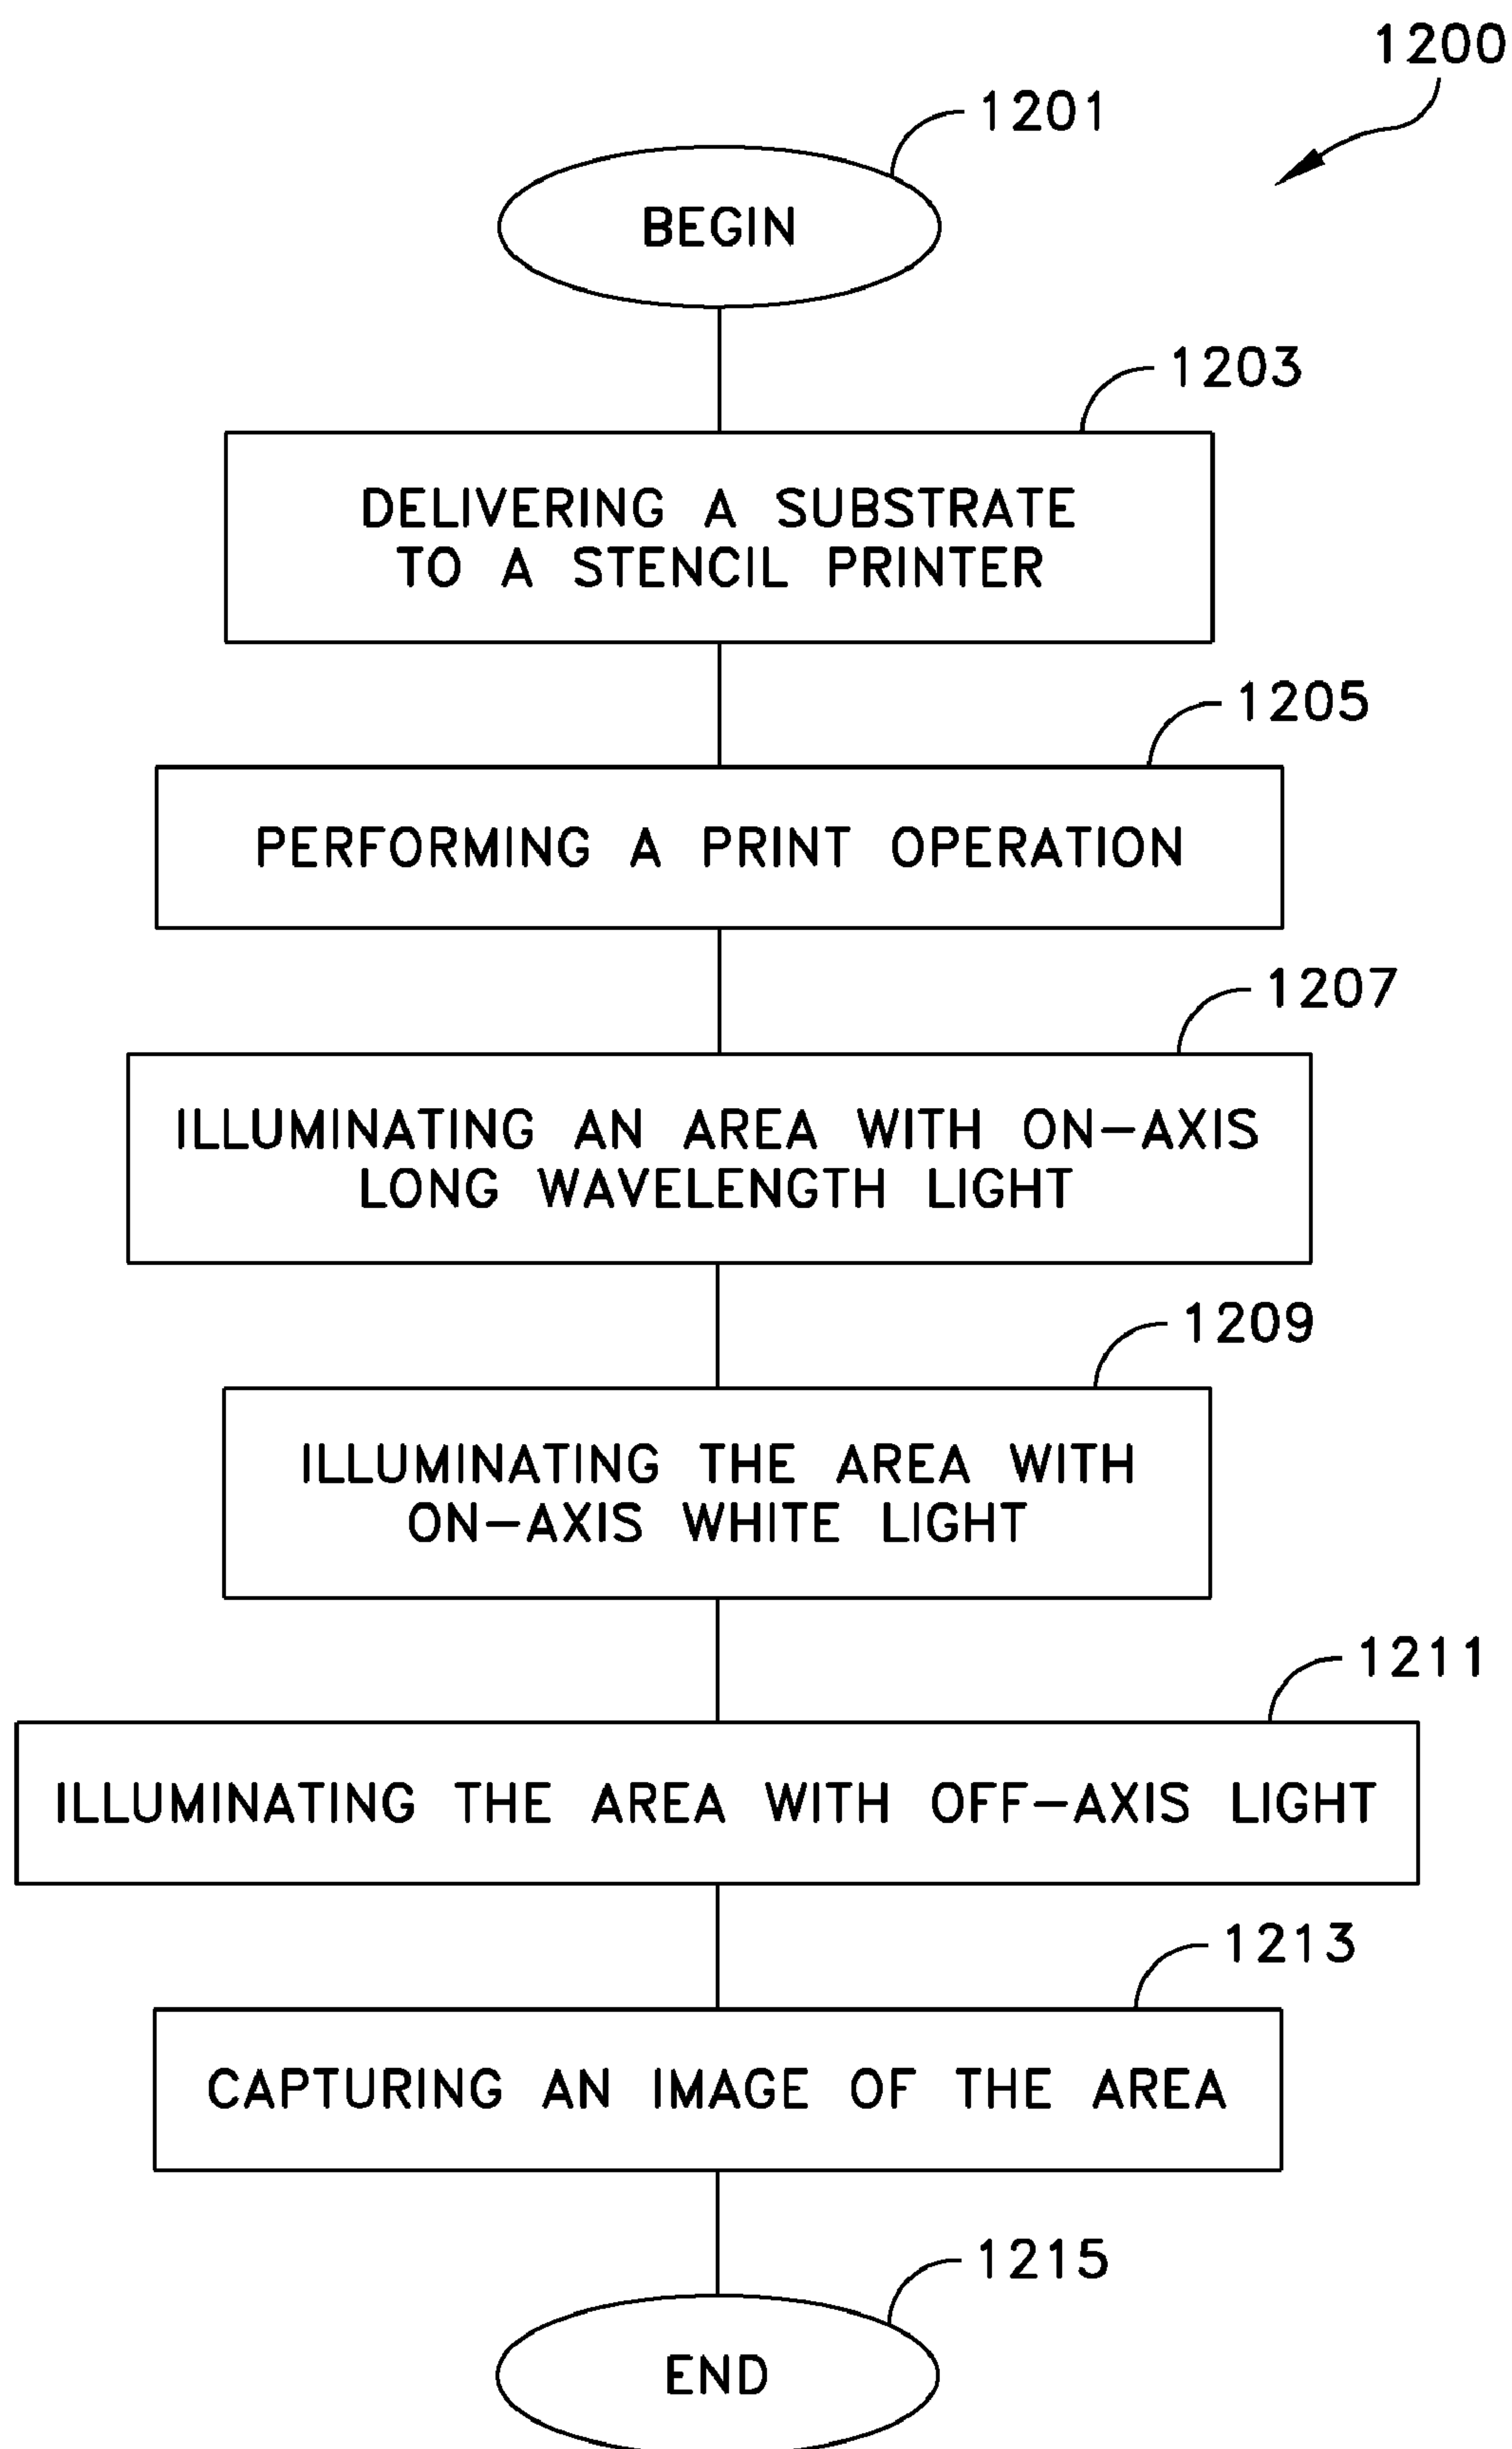 1200
1201
BEGIN
1203
DELIVERING A SUBSTRATE
TO A STENCIL PRINTER
1205
PERFORMING A PRINT OPERATION
1207
ILLUMINATING AN AREA WITH ON-AXIS
LONG WAVELENGTH LIGHT
1209
ILLUMINATING THE AREA WITH
ON-AXIS WHITE LIGHT
1211
ILLUMINATING THE AREA WITH OFF-AXIS LIGHT
1213
CAPTURING AN IMAGE OF THE AREA
1215
END